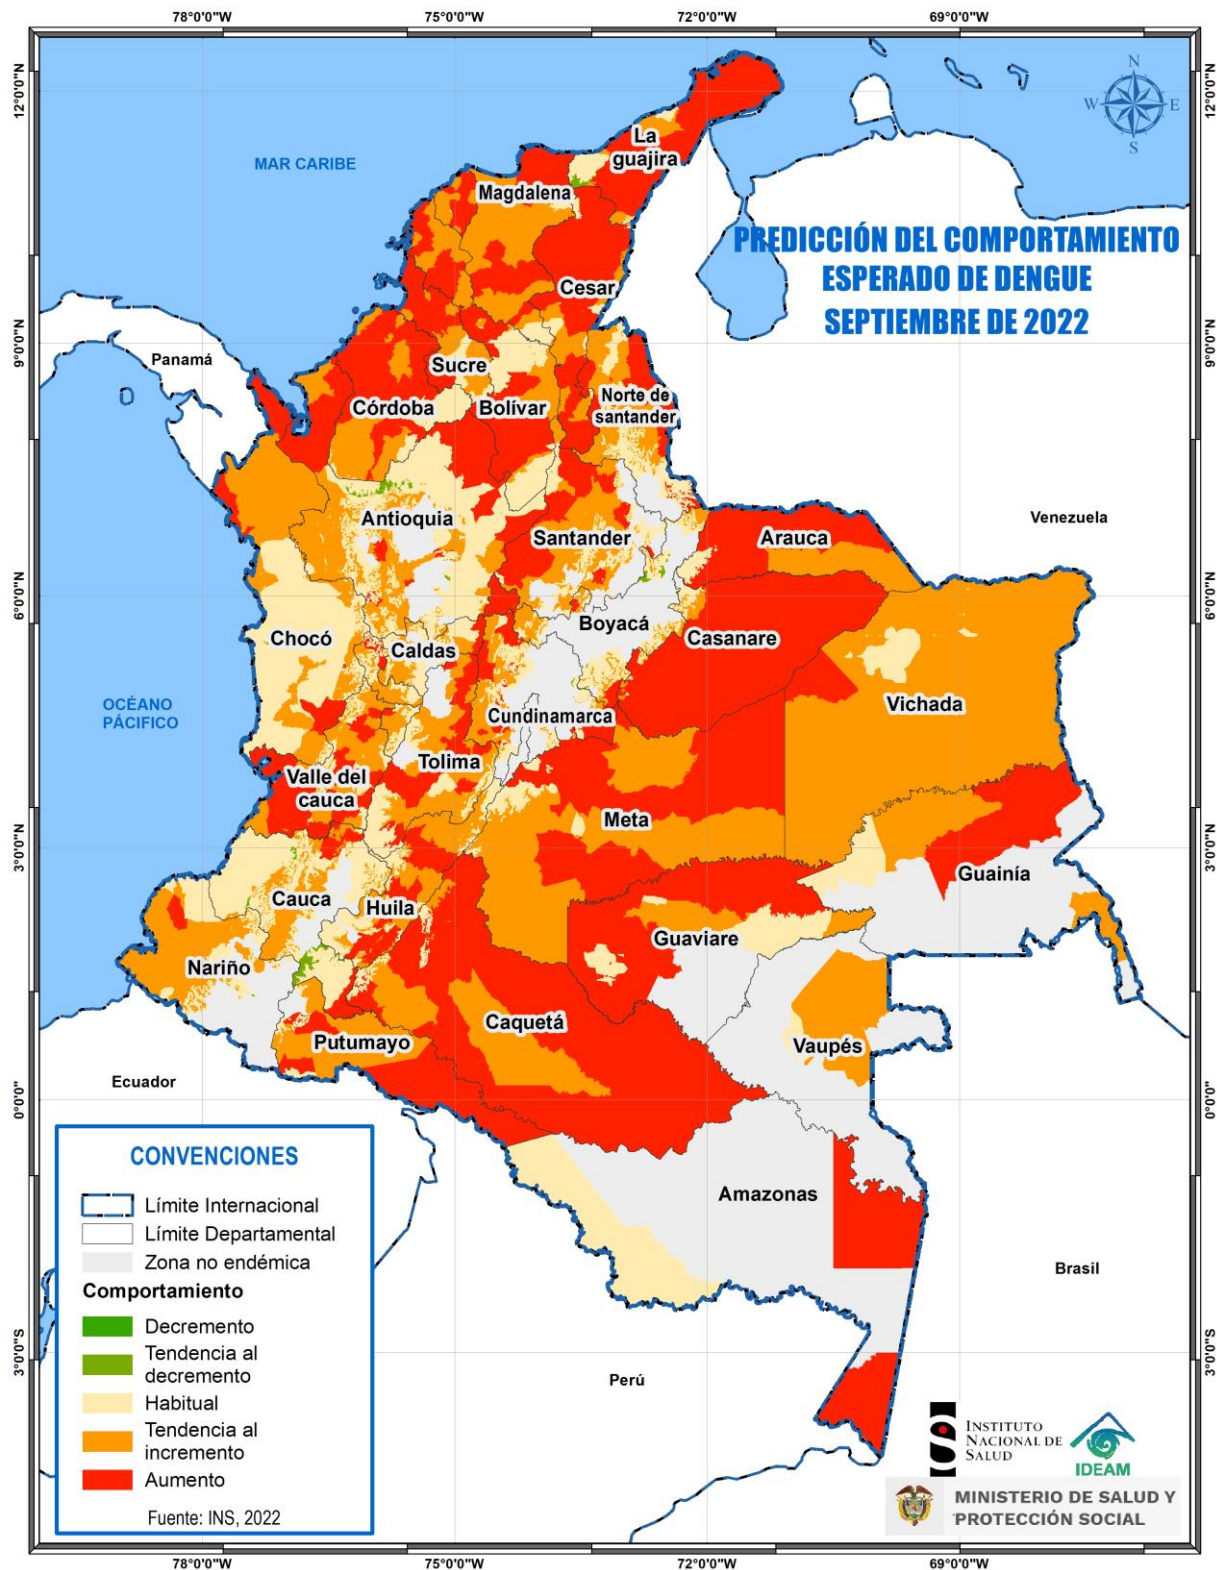 78°0'0"W
75°0'0"W
72°0'0"W
69°0'0"W
12°0'0"N
12°0'0"N
N
W
E
S
MAR CARIBE
La
guajira
Magdalena
PREDICCIÓN DEL COMPORTAMIENTO
ESPERADO DE DENGUE
SEPTIEMBRE DE 2022
Cesar
9°0'0"N
9°0'0"N
Panamá
Sucre
Córdoba
Bolívar
Norte de
santander
Antioquia
Santander
Arauca
Venezuela
6°0'0"N
6°0'0"N
Chocó
Caldas
Boyacá
Casanare
OCÉANO
PÁCIFICO
Vichada
Cundinamarca
Tolima
Valle del
cauca
Meta
3°0'0"N
3°0'0"N
Guainía
Cauca
Huila
Guaviare
Nariño
Caquetá
Putumayo
Vaupés
Ecuador
0°0'0"
0°0'0"
CONVENCIONES
Límite Internacional
Límite Departamental
Zona no endémica
Comportamiento
Decremento
Tendencia al
decremento
Habitual
Tendencia al
incremento
Aumento
Fuente: INS, 2022
Amazonas
Brasil
3°0'0"S
3°0'0"S
Perú
INSTITUTO
NACIONAL DE
SALUD
IDEAM
MINISTERIO DE SALUD Y
PROTECCIÓN SOCIAL
78°0'0"W
75°0'0"W
72°0'0"W
69°0'0"W